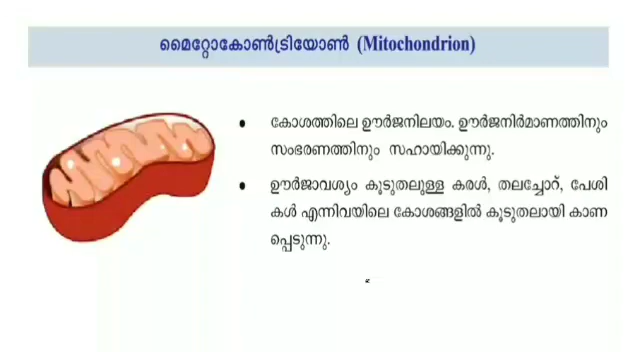 മൈറ്റോകോൺട്രിയോൺ (Mitochondrion)
• കോശത്തിലെ ഊർജനിലയം. ഊർജനിർമാണത്തിനും
സംഭരണത്തിനും സഹായിക്കുന്നു.
• ഊർജാവശ്യം കൂടുതലുള്ള കരൾ, തലച്ചോറ്, പേശി
കൾ എന്നിവയിലെ കോശങ്ങളിൽ കൂടുതലായി കാണ
പ്പെടുന്നു.